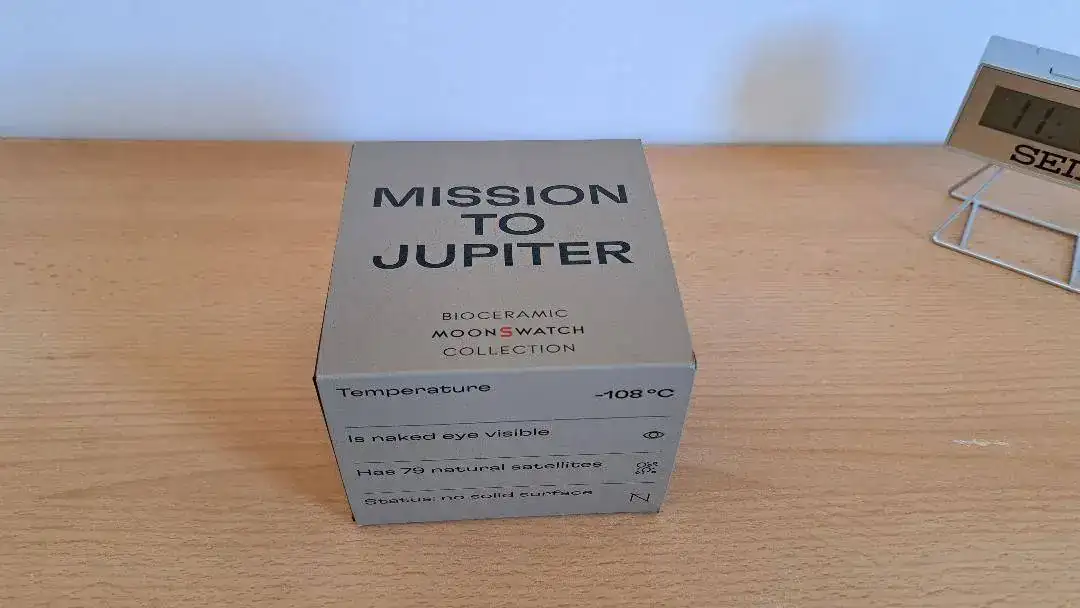 MISSION
TO
JUPITER
BIOCERAMIC
MOONSWATCH
COLLECTION
Temperature -108 °C
Is naked eye visible
Has 79 natural satellites
Status: no solid surface